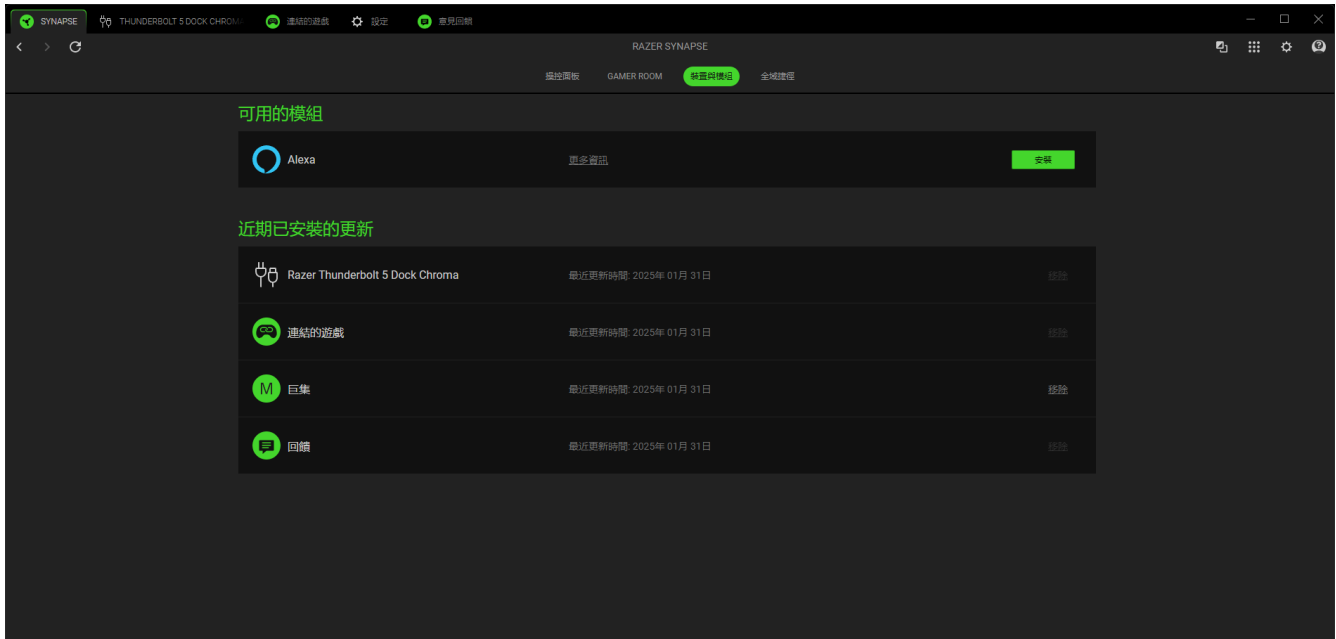 SYNAPSE THUNDERBOLT 5 DOCK CHROMA 連結的遊戲 設定 意見回饋
RAZER SYNAPSE
操控面板 GAMER ROOM 裝置與模組 全域捷徑
可用的模組
Alexa 更多資訊 安裝
近期已安裝的更新
Razer Thunderbolt 5 Dock Chroma 最近更新時間: 2025年 01月 31日 移除
連結的遊戲 最近更新時間: 2025年 01月 31日 移除
巨集 最近更新時間: 2025年 01月 31日 移除
M
回饋 最近更新時間: 2025年 01月 31日 移除